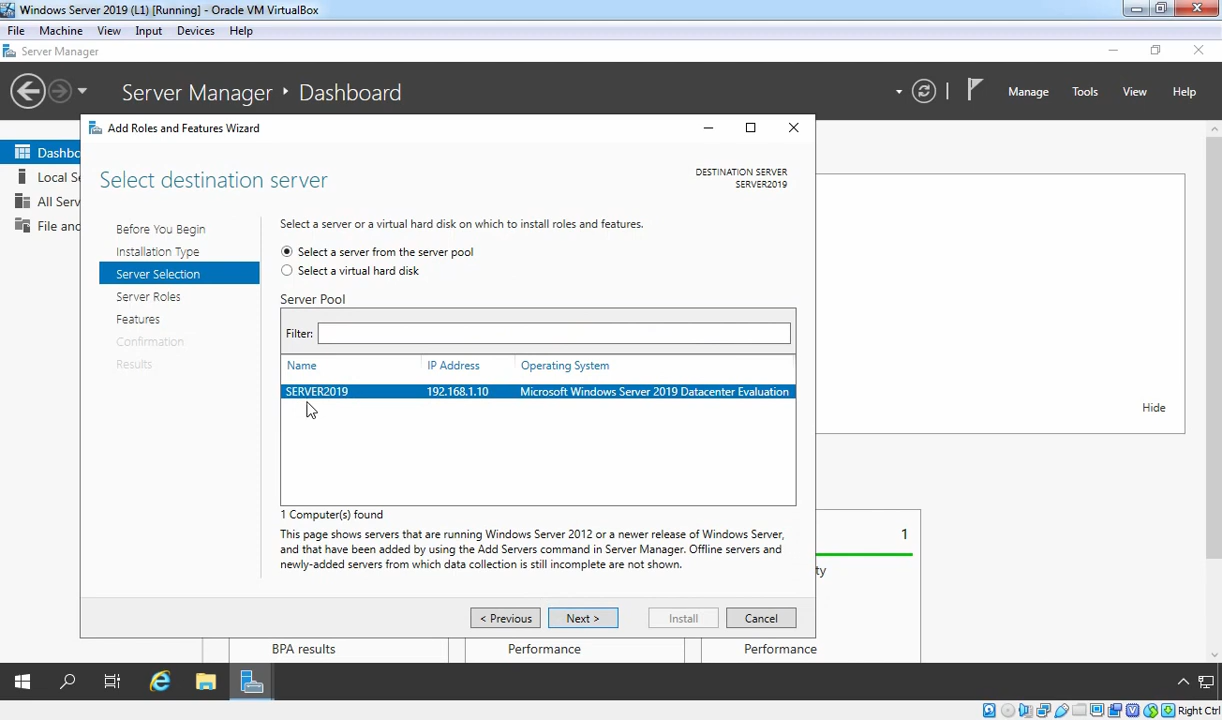 Windows Server 2019 (L1) [Running] - Oracle VM VirtualBox
File Machine View Input Devices Help
Server Manager
Server Manager ‣ Dashboard
Manage Tools View Help
Dashbo
Local Se
All Serv
File and
Add Roles and Features Wizard
Select destination server
DESTINATION SERVER
SERVER2019
Before You Begin
Installation Type
Server Selection
Server Roles
Features
Confirmation
Results
Select a server or a virtual hard disk on which to install roles and features.
Select a server from the server pool
Select a virtual hard disk
Server Pool
Filter:
Name IP Address Operating System
SERVER2019 192.168.1.10 Microsoft Windows Server 2019 Datacenter Evaluation
1 Computer(s) found
This page shows servers that are running Windows Server 2012 or a newer release of Windows Server,
and that have been added by using the Add Servers command in Server Manager. Offline servers and
newly-added servers from which data collection is still incomplete are not shown.
< Previous Next > Install Cancel
Hide
1
ty
BPA results Performance Performance
Right Ctrl